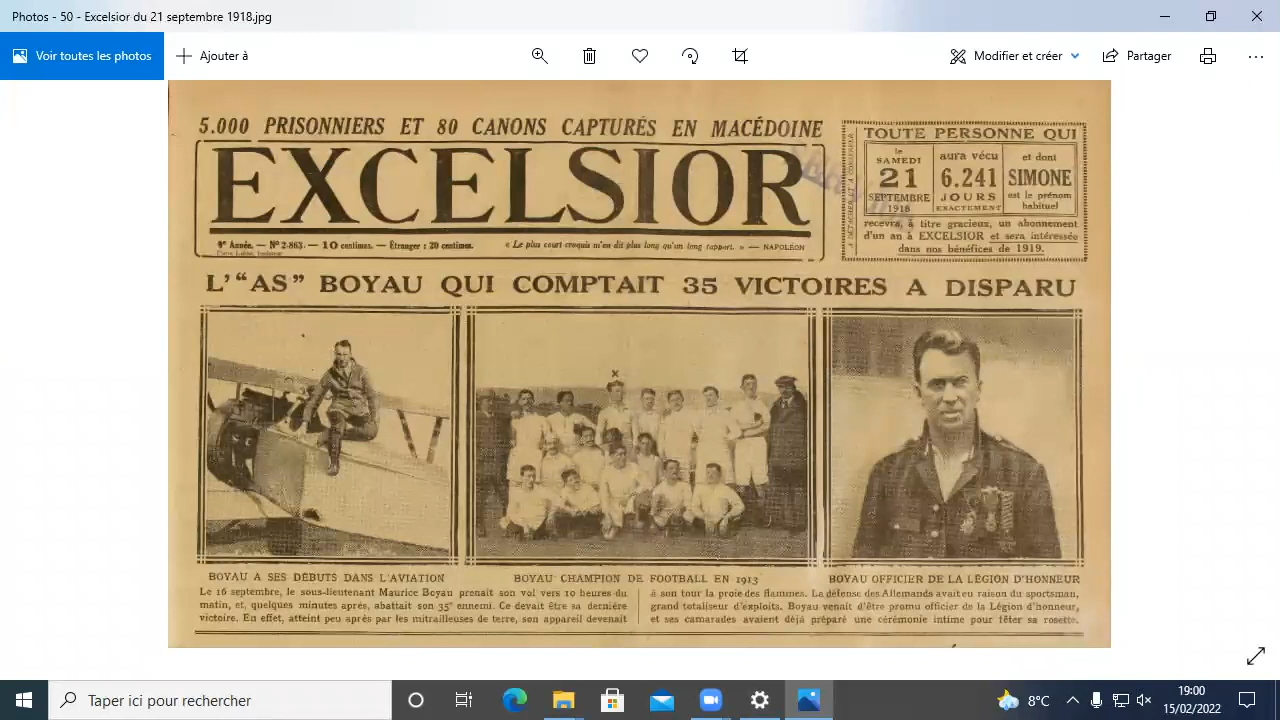 Photos - 50 - Excelsior du 21 septembre 1918.jpg
Voir toutes les photos
Ajouter à
Modifier et créer
Partager
5.000 PRISONNIERS ET 80 CANONS CAPTURÉS EN MACÉDOINE
EXCELSIOR
9e Année. — No 2.863. — 10 centimes. — Étranger : 20 centimes.
« Le plus court croquis m'en dit plus long qu'un long rapport. » — NAPOLÉON
TOUTE PERSONNE QUI
le
SAMEDI
21
SEPTEMBRE
1918
aura vécu
6.241
JOURS
EXACTEMENT
et dont
SIMONE
est le prénom
habituel
recevra, à titre gracieux, un abonnement
d'un an à EXCELSIOR et sera intéressée
dans nos bénéfices de 1919.
L' “AS” BOYAU QUI COMPTAIT 35 VICTOIRES A DISPARU
x
BOYAU A SES DÉBUTS DANS L'AVIATION
BOYAU CHAMPION DE FOOTBALL EN 1913
BOYAU OFFICIER DE LA LÉGION D'HONNEUR
Le 16 septembre, le sous-lieutenant Maurice Boyau prenait son vol vers 10 heures du
matin, et, quelques minutes après, abattait son 35e ennemi. Ce devait être sa dernière
victoire. En effet, atteint peu après par les mitrailleuses de terre, son appareil devenait
à son tour la proie des flammes. La défense des Allemands avait eu raison du sportsman,
grand totaliseur d'exploits. Boyau venait d'être promu officier de la Légion d'honneur,
et ses camarades avaient déjà préparé une cérémonie intime pour fêter sa rosette.
Taper ici pour rechercher
8°C
19:00
15/02/2022